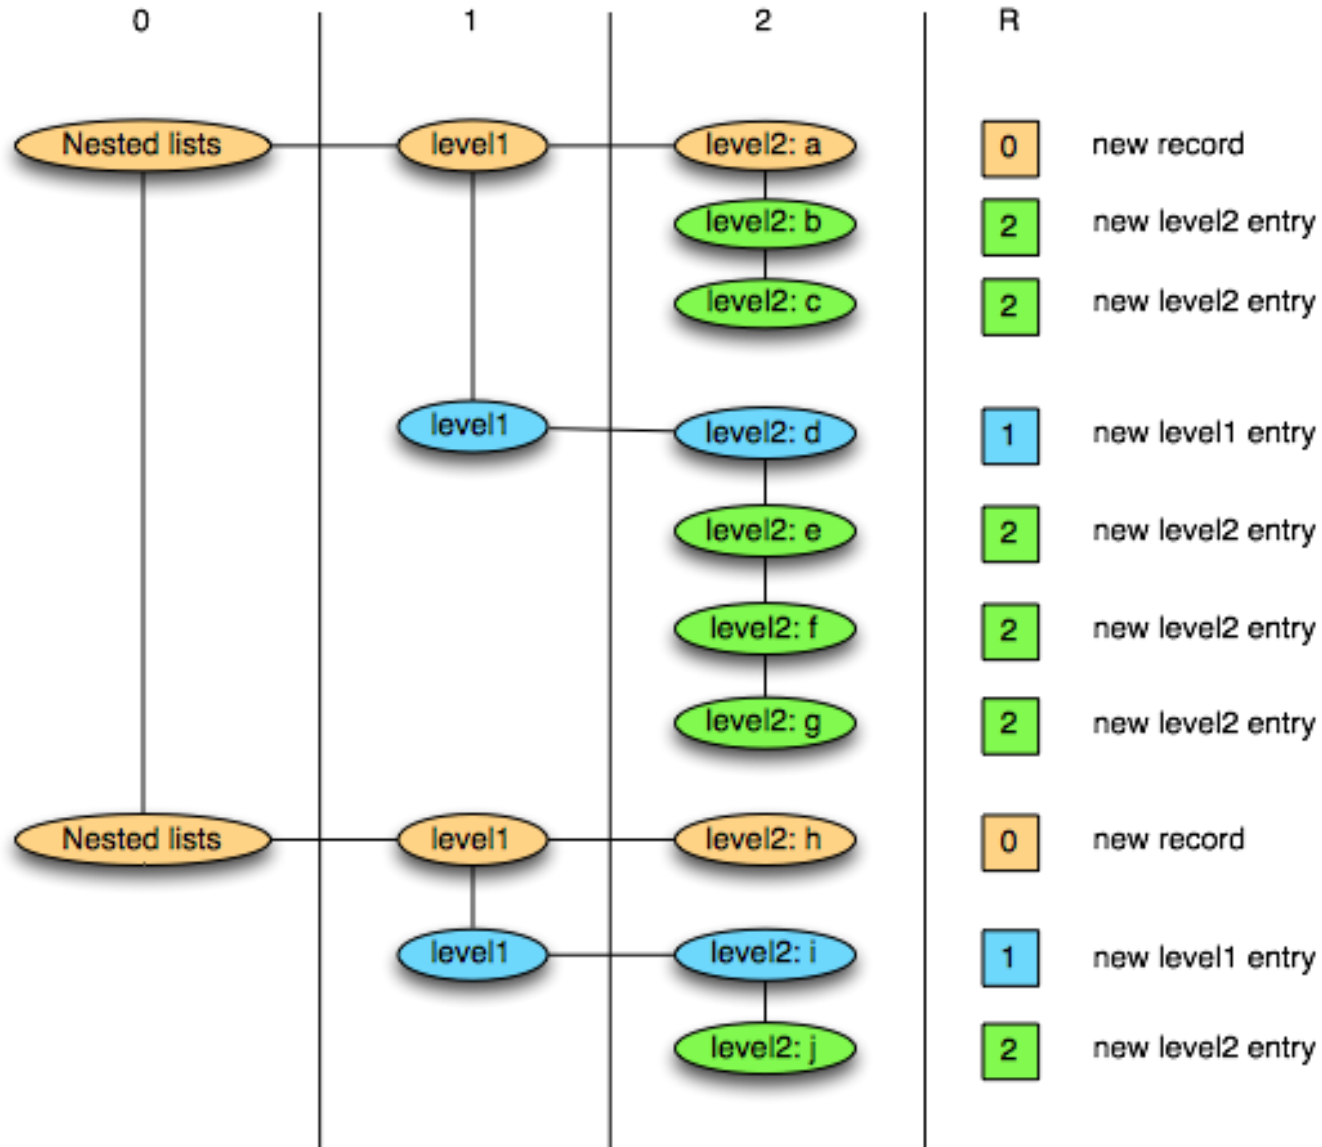 0 1 2 R
Nested lists level1 level2: a 0 new record
level2: b 2 new level2 entry
level2: c 2 new level2 entry
level1 level2: d 1 new level1 entry
level2: e 2 new level2 entry
level2: f 2 new level2 entry
level2: g 2 new level2 entry
Nested lists level1 level2: h 0 new record
level1 level2: i 1 new level1 entry
level2: j 2 new level2 entry